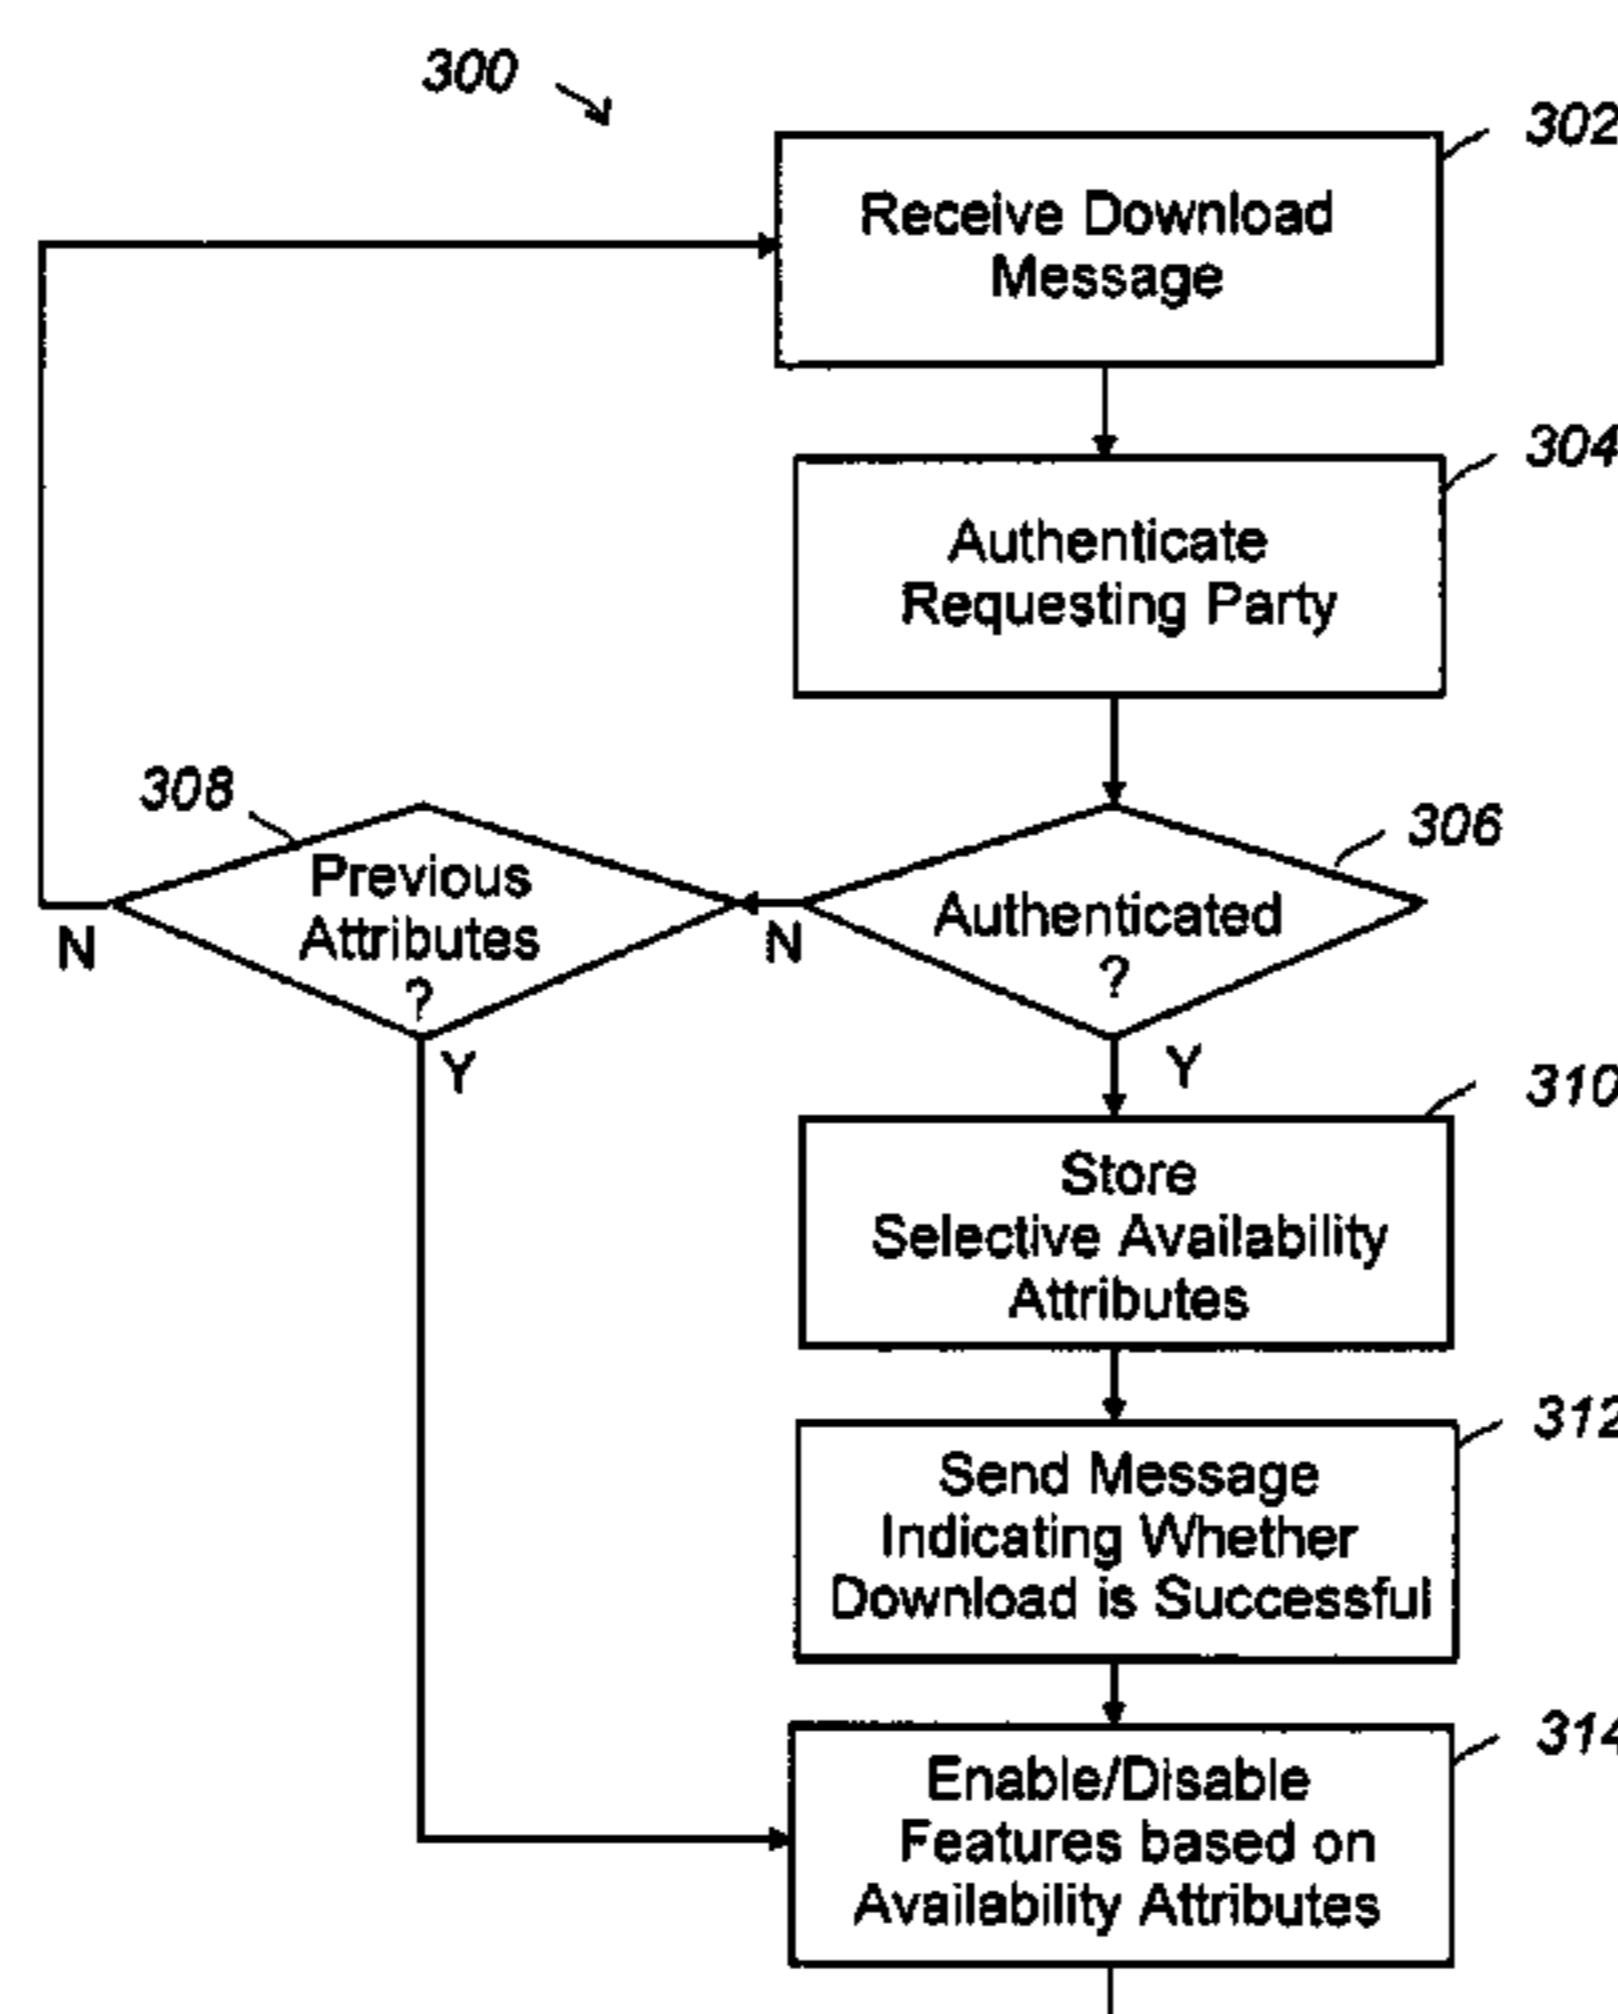 300
302
Receive Download
Message
304
Authenticate
Requesting Party
308
306
Previous
Attributes
?
Authenticated
?
N
N
Y
Y
310
Store
Selective Availability
Attributes
312
Send Message
Indicating Whether
Download is Successful
314
Enable/Disable
Features based on
Availability Attributes